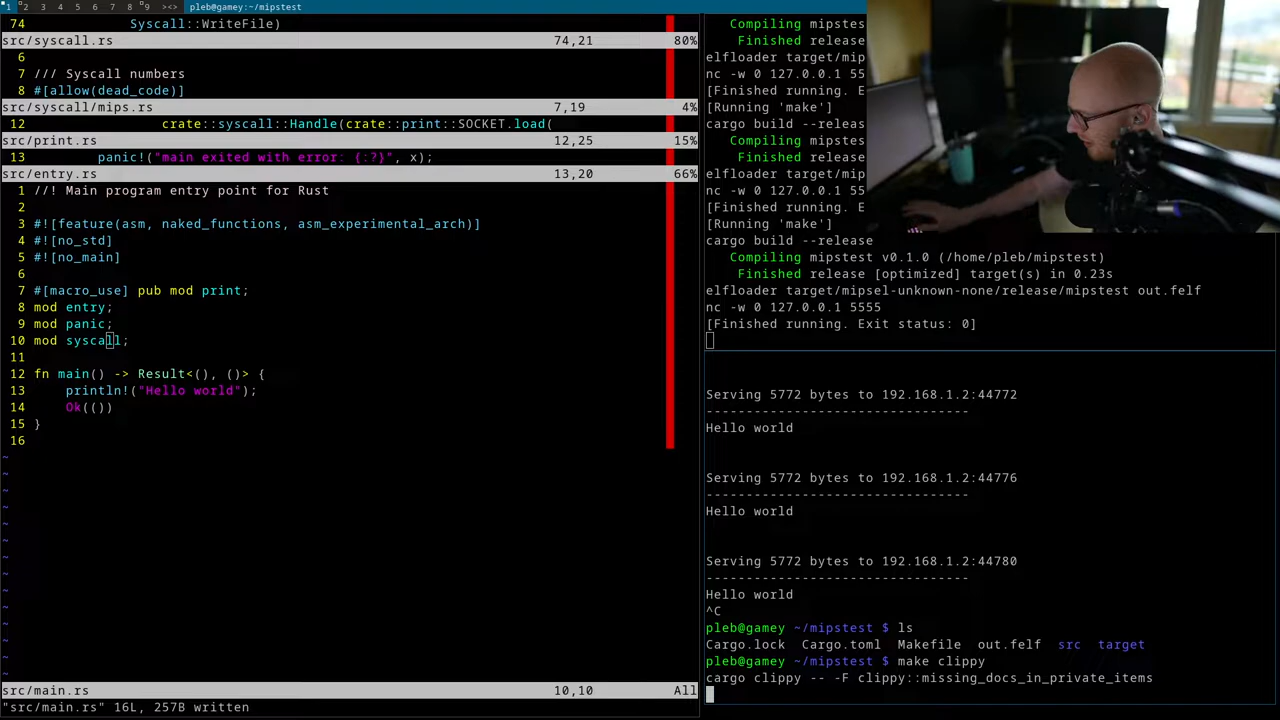 1 2 3 4 5 6 7 8 9 ><> pleb@gamey:~/mipstest
74 Syscall::WriteFile)
src/syscall.rs 74,21 80%
6
7 /// Syscall numbers
8 #[allow(dead_code)]
src/syscall/mips.rs 7,19 4%
12 crate::syscall::Handle(crate::print::SOCKET.load(
src/print.rs 12,25 15%
13 panic!("main exited with error: {:?}", x);
src/entry.rs 13,20 66%
1 //! Main program entry point for Rust
2
3 #![feature(asm, naked_functions, asm_experimental_arch)]
4 #![no_std]
5 #![no_main]
6
7 #[macro_use] pub mod print;
8 mod entry;
9 mod panic;
10 mod syscall;
11
12 fn main() -> Result<(), ()> {
13 println!("Hello world");
14 Ok(())
15 }
16
~
~
~
~
~
~
~
~
~
~
~
~
~
~
src/main.rs 10,10 All
"src/main.rs" 16L, 257B written
Compiling mipstes
Finished release
elfloader target/mip
nc -w 0 127.0.0.1 55
[Finished running. E
[Running 'make']
cargo build --releas
Compiling mipstes
Finished release
elfloader target/mip
nc -w 0 127.0.0.1 55
[Finished running. E
[Running 'make']
cargo build --release
Compiling mipstest v0.1.0 (/home/pleb/mipstest)
Finished release [optimized] target(s) in 0.23s
elfloader target/mipsel-unknown-none/release/mipstest out.felf
nc -w 0 127.0.0.1 5555
[Finished running. Exit status: 0]
Serving 5772 bytes to 192.168.1.2:44772
---------------------------------
Hello world
Serving 5772 bytes to 192.168.1.2:44776
---------------------------------
Hello world
Serving 5772 bytes to 192.168.1.2:44780
---------------------------------
Hello world
^C
pleb@gamey ~/mipstest $ ls
Cargo.lock Cargo.toml Makefile out.felf src target
pleb@gamey ~/mipstest $ make clippy
cargo clippy -- -F clippy::missing_docs_in_private_items